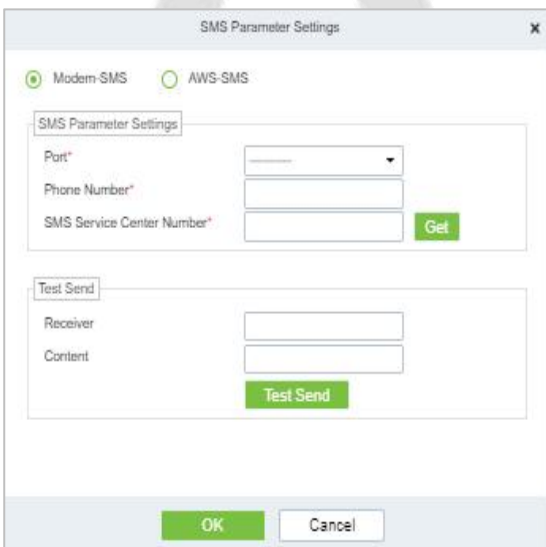 SMS Parameter Settings x
Modem-SMS AWS-SMS
SMS Parameter Settings
Port* ----------
Phone Number*
SMS Service Center Number* Get
Test Send
Receiver
Content
Test Send
OK Cancel